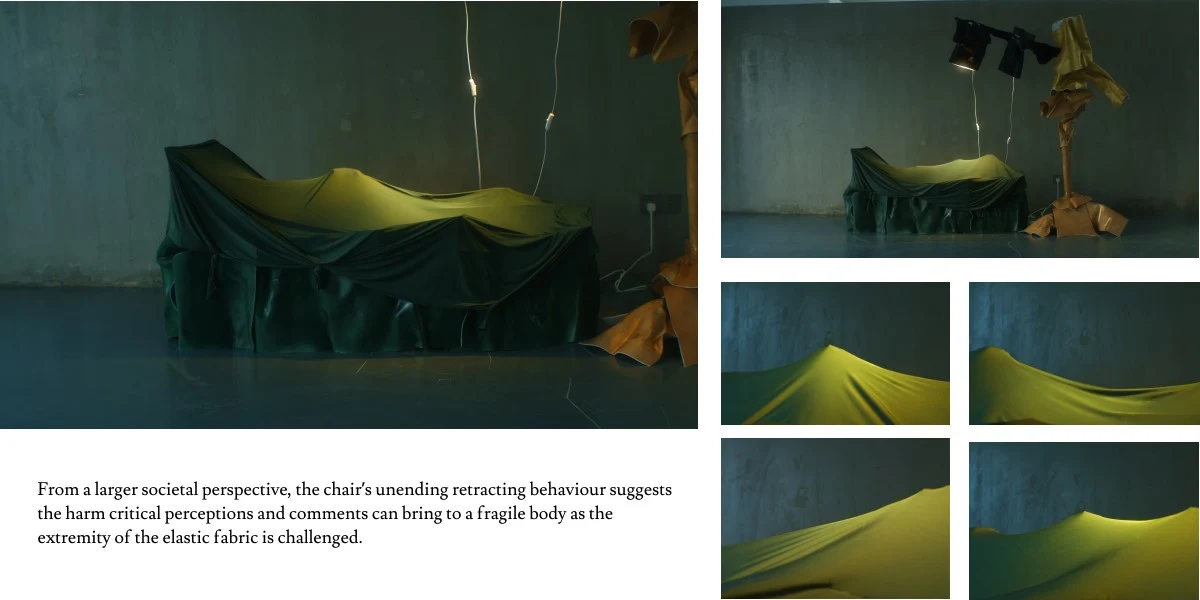 From a larger societal perspective, the chair's unending retracting behaviour suggests
the harm critical perceptions and comments can bring to a fragile body as the
extremity of the elastic fabric is challenged.